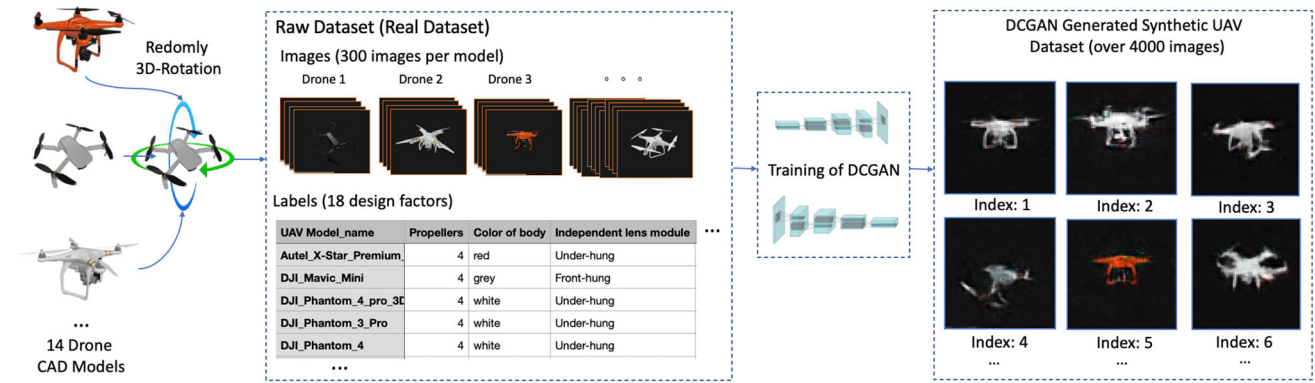 Redomly
3D-Rotation
...
14 Drone
CAD Models
Raw Dataset (Real Dataset)
Images (300 images per model)
Drone 1 Drone 2 Drone 3
Labels (18 design factors)
UAV Model_name Propellers Color of body Independent lens module ...
Autel_X-Star_Premium_ 4 red Under-hung
DJI_Mavic_Mini 4 grey Front-hung
DJI_Phantom_4_pro_3D 4 white Under-hung
DJI_Phantom_3_Pro 4 white Under-hung
DJI_Phantom_4 4 white Under-hung
...
Training of DCGAN
DCGAN Generated Synthetic UAV
Dataset (over 4000 images)
Index: 1 Index: 2 Index: 3
Index: 4 Index: 5 Index: 6
... ... ...